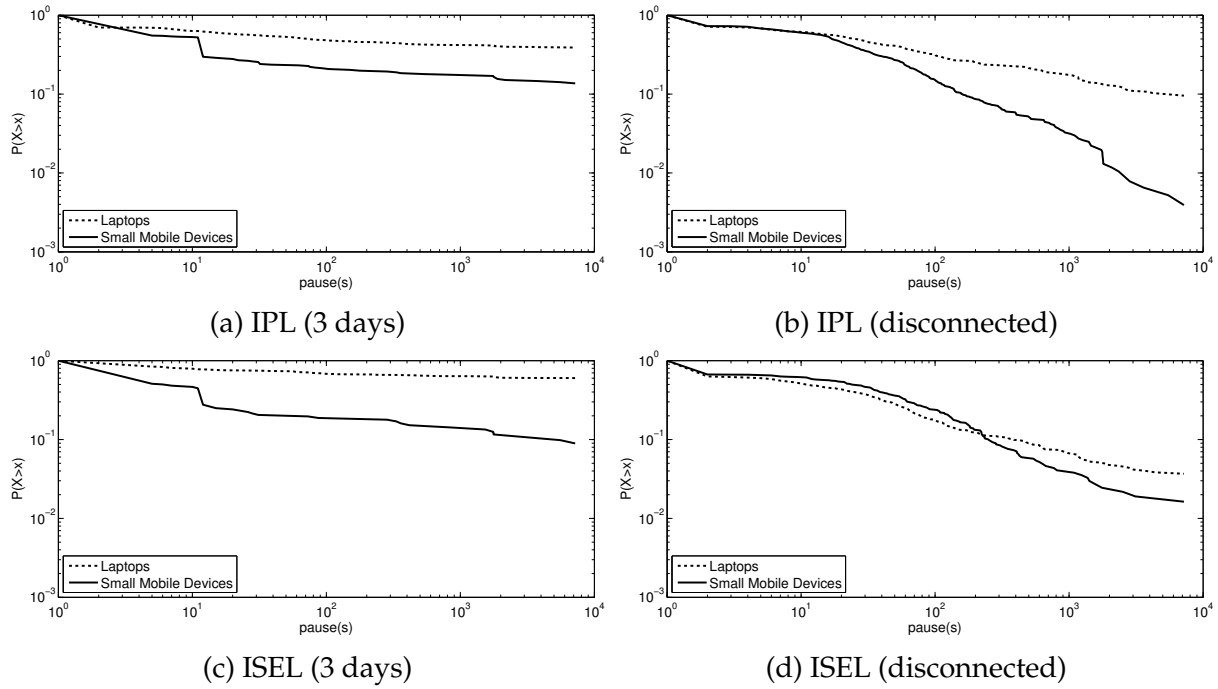 10^0
10^-1
10^-2
10^-3
P(X>x)
Laptops
Small Mobile Devices
10^0 10^1 10^2 10^3 10^4
pause(s)
(a) IPL (3 days)
10^0
10^-1
10^-2
10^-3
P(X>x)
Laptops
Small Mobile Devices
10^0 10^1 10^2 10^3 10^4
pause(s)
(b) IPL (disconnected)
10^0
10^-1
10^-2
10^-3
P(X>x)
Laptops
Small Mobile Devices
10^0 10^1 10^2 10^3 10^4
pause(s)
(c) ISEL (3 days)
10^0
10^-1
10^-2
10^-3
P(X>x)
Laptops
Small Mobile Devices
10^0 10^1 10^2 10^3 10^4
pause(s)
(d) ISEL (disconnected)